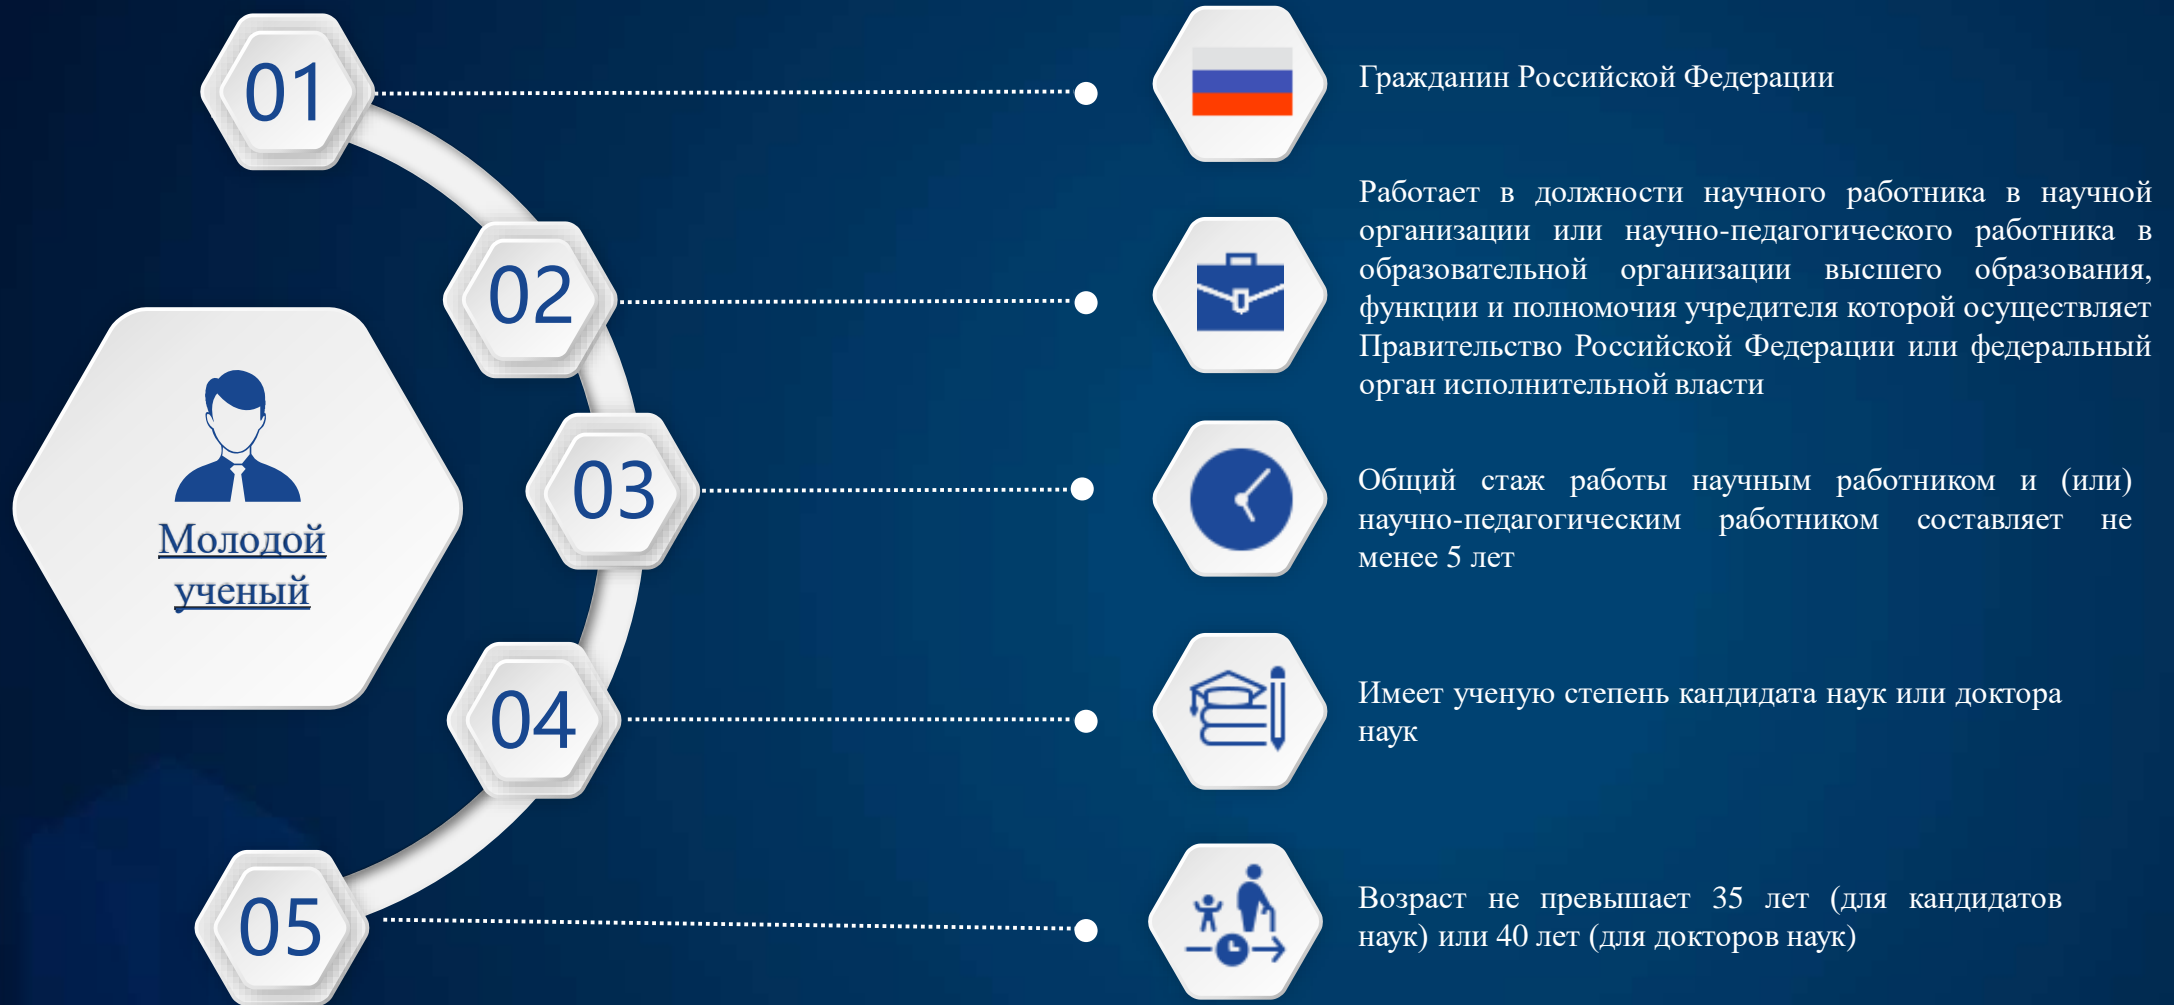 01
Гражданин Российской Федерации
02
Работает в должности научного работника в научной
организации или научно-педагогического работника в
образовательной организации высшего образования,
функции и полномочия учредителя которой осуществляет
Правительство Российской Федерации или федеральный
орган исполнительной власти
03
Общий стаж работы научным работником и (или)
научно-педагогическим работником составляет не
менее 5 лет
Молодой
ученый
04
Имеет ученую степень кандидата наук или доктора
наук
05
Возраст не превышает 35 лет (для кандидатов
наук) или 40 лет (для докторов наук)